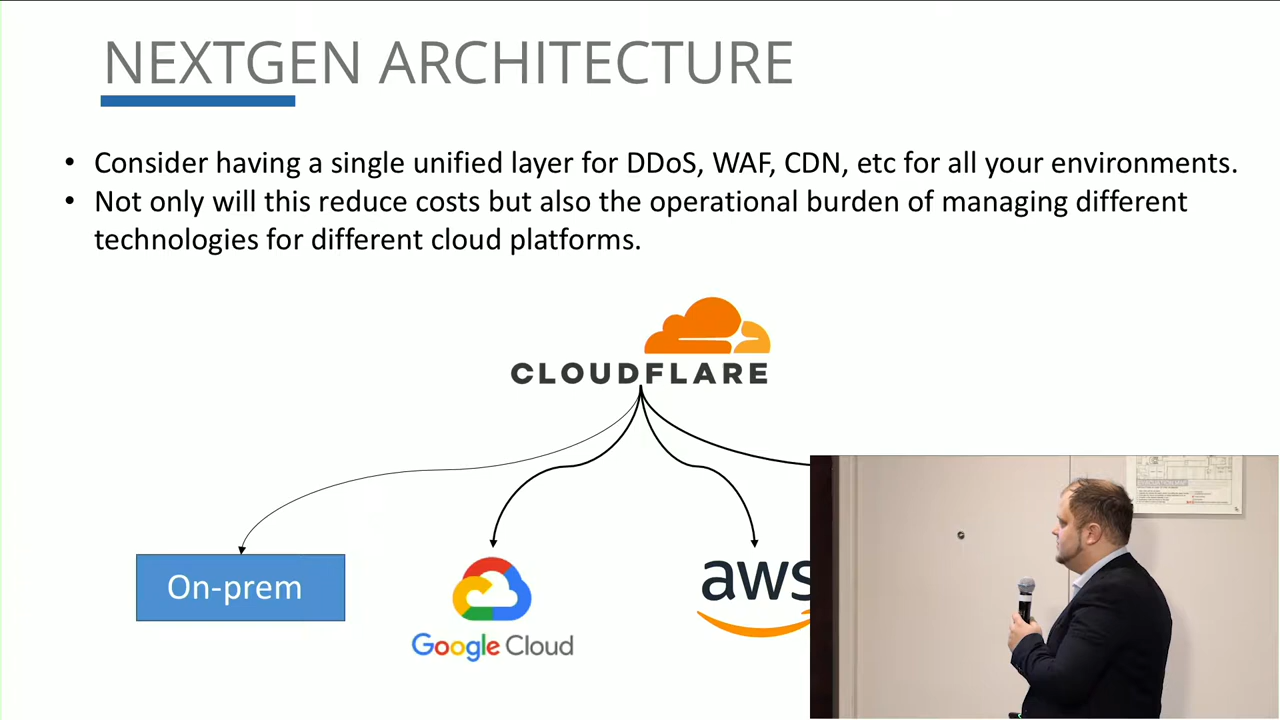 NEXTGEN ARCHITECTURE
• Consider having a single unified layer for DDoS, WAF, CDN, etc for all your environments.
• Not only will this reduce costs but also the operational burden of managing different
technologies for different cloud platforms.
CLOUDFLARE
On-prem
Google Cloud
aws